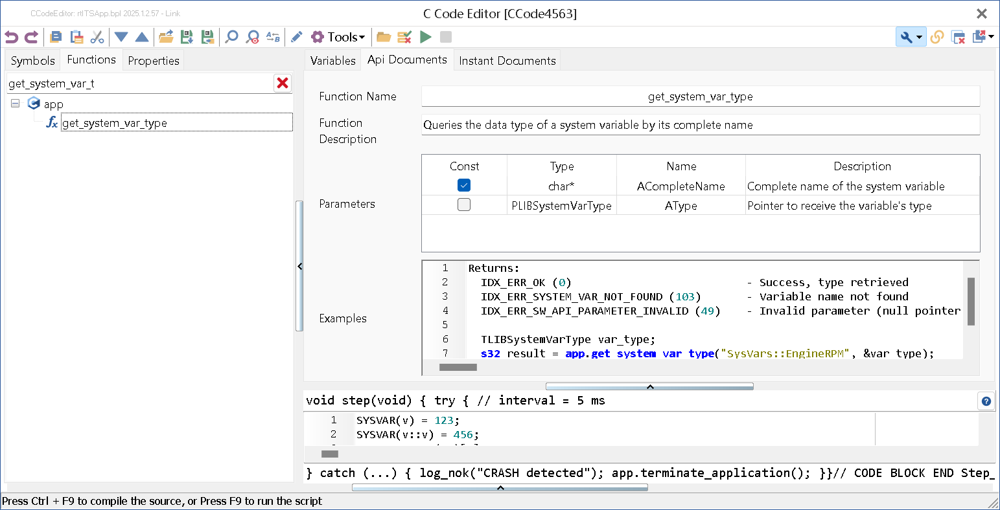 CCodeEditor: rtlTSApp.bpl 2025.1.2.57 - Link
C Code Editor [CCode4563]
Tools
Symbols
Functions
Properties
get_system_var_t
app
get_system_var_type
Variables
Api Documents
Instant Documents
Function Name
get_system_var_type
Function
Description
Queries the data type of a system variable by its complete name
Parameters
Const Type Name Description
char* ACompleteName Complete name of the system variable
PLIBSystemVarType AType Pointer to receive the variable's type
Examples
1 Returns:
2 IDX_ERR_OK (0) - Success, type retrieved
3 IDX_ERR_SYSTEM_VAR_NOT_FOUND (103) - Variable name not found
4 IDX_ERR_SW_API_PARAMETER_INVALID (49) - Invalid parameter (null pointer
5
6 TLIBSystemVarType var_type;
7 s32 result = app.get_system_var_type("SysVars::EngineRPM", &var_type);
void step(void) { try { // interval = 5 ms
1 SYSVAR(v) = 123;
2 SYSVAR(v::v) = 456;
} catch (...) { log_nok("CRASH detected"); app.terminate_application(); }}// CODE BLOCK END Step_
Press Ctrl + F9 to compile the source, or Press F9 to run the script